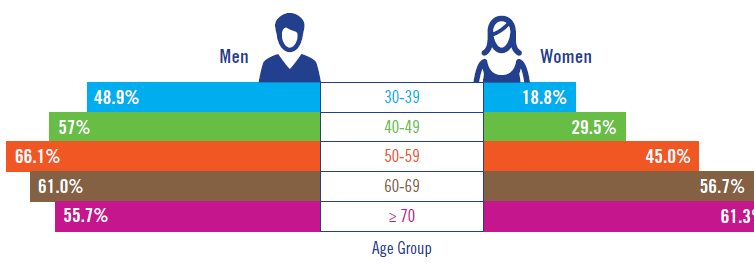 Men Women
48.9% 30-39 18.8%
57% 40-49 29.5%
66.1% 50-59 45.0%
61.0% 60-69 56.7%
55.7% ≥ 70 61.3%
Age Group